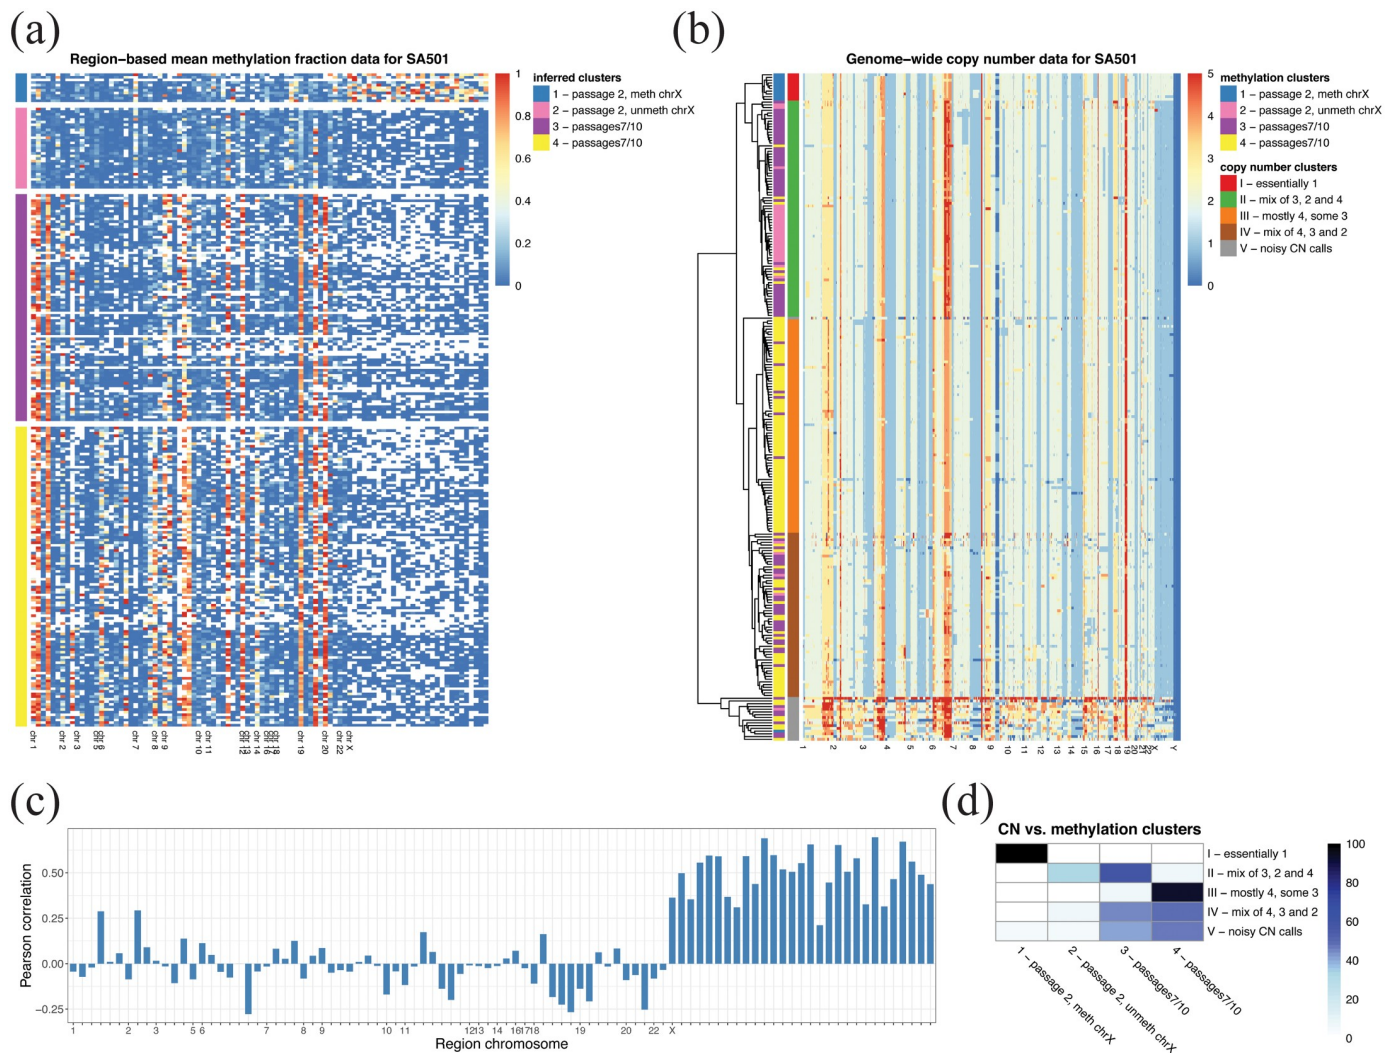 (a)
Region−based mean methylation fraction data for SA501
1
0.8
0.6
0.4
0.2
0
inferred clusters
1 − passage 2, meth chrX
2 − passage 2, unmeth chrX
3 − passages7/10
4 − passages7/10
chr 1
chr 2
chr 3
chr 5
chr 6
chr 7
chr 8
chr 9
chr 10
chr 11
chr 12
chr 14
chr 19
chr 20
chr 22
chr X
(b)
Genome−wide copy number data for SA501
5
4
3
2
1
0
methylation clusters
1 − passage 2, meth chrX
2 − passage 2, unmeth chrX
3 − passages7/10
4 − passages7/10
copy number clusters
I − essentially 1
II − mix of 3, 2 and 4
III − mostly 4, some 3
IV − mix of 4, 3 and 2
V − noisy CN calls
1
2
3
4
5
6
7
8
9
10
11
12
13
14
15
16
17
18
19
20
21
22
X
Y
(c)
Pearson correlation
0.50
0.25
0.00
−0.25
1 2 3 5 6 7 8 9 10 11 12 13 14 16 17 18 19 20 22 X
Region chromosome
(d)
CN vs. methylation clusters
I − essentially 1
II − mix of 3, 2 and 4
III − mostly 4, some 3
IV − mix of 4, 3 and 2
V − noisy CN calls
1 − passage 2, meth chrX
2 − passage 2, unmeth chrX
3 − passages7/10
4 − passages7/10
100
80
60
40
20
0